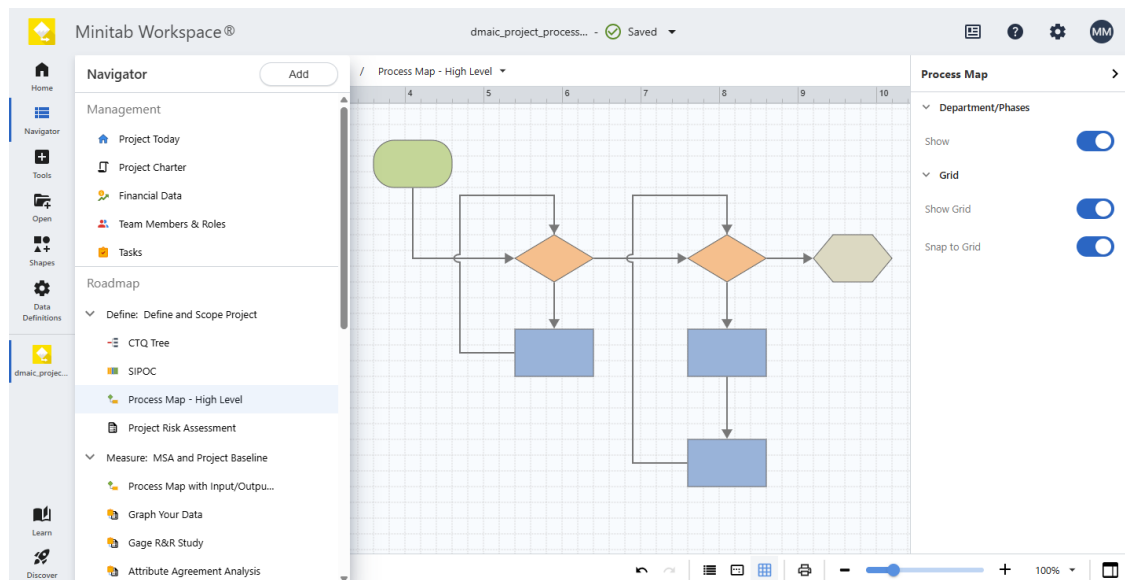 Minitab Workspace®
dmaic_project_process... - Saved
MM
Home
Navigator
Tools
Open
Shapes
Data
Definitions
dmaic_projec...
Learn
Discover
Navigator
Add
Management
Project Today
Project Charter
Financial Data
Team Members & Roles
Tasks
Roadmap
Define: Define and Scope Project
CTQ Tree
SIPOC
Process Map - High Level
Project Risk Assessment
Measure: MSA and Project Baseline
Process Map with Input/Outpu...
Graph Your Data
Gage R&R Study
Attribute Agreement Analysis
/ Process Map - High Level
4 5 6 7 8 9 10
Process Map
Department/Phases
Show
Grid
Show Grid
Snap to Grid
100%